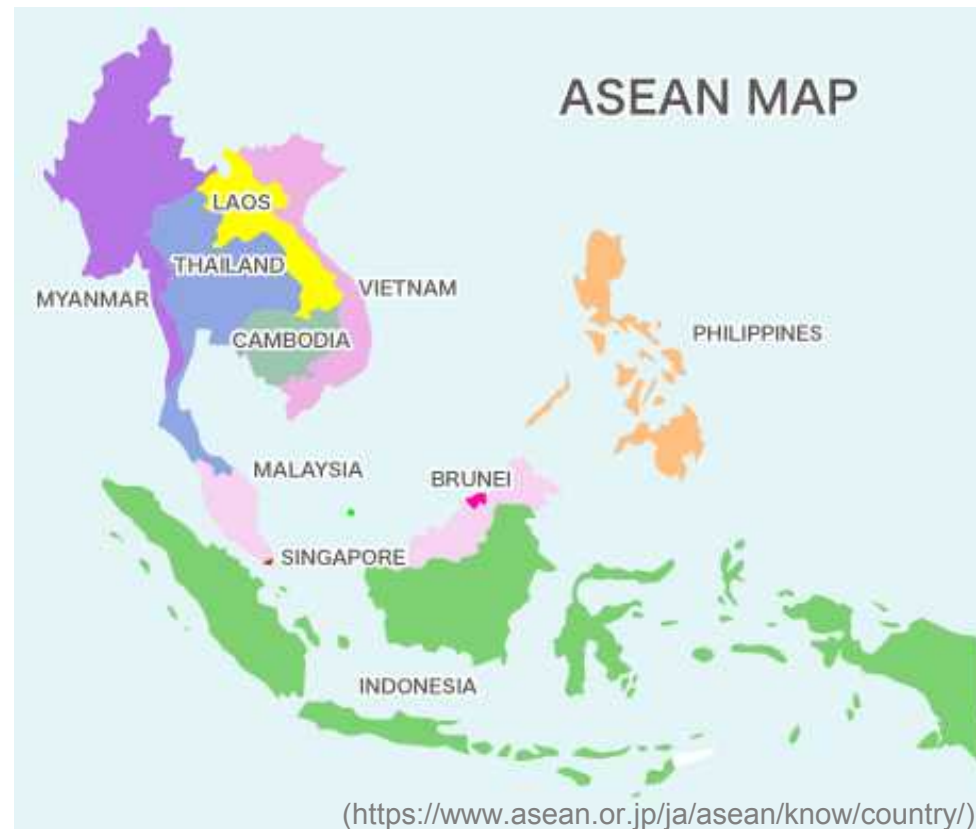 ASEAN MAP
LAOS
THAILAND
MYANMAR
VIETNAM
CAMBODIA
PHILIPPINES
MALAYSIA
BRUNEI
SINGAPORE
INDONESIA
(https://www.asean.or.jp/ja/asean/know/country/)